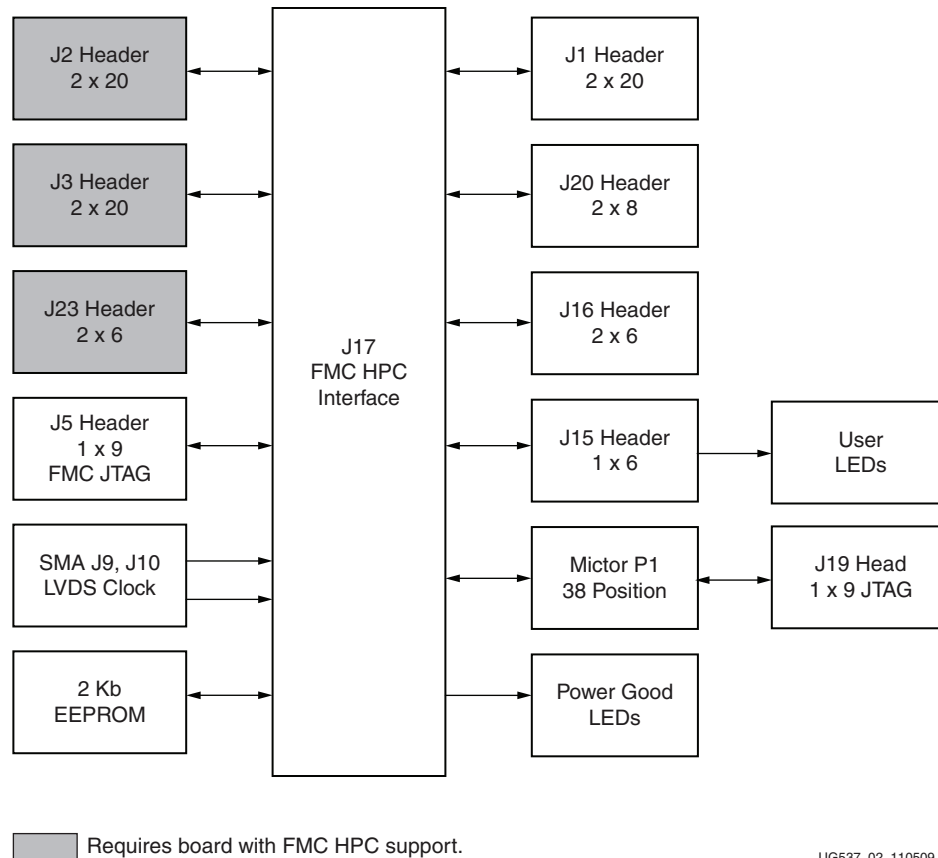 J2 Header
2 x 20
J1 Header
2 x 20
J3 Header
2 x 20
J20 Header
2 x 8
J23 Header
2 x 6
J16 Header
2 x 6
J17
FMC HPC
Interface
J5 Header
1 x 9
FMC JTAG
J15 Header
1 x 6
User
LEDs
SMA J9, J10
LVDS Clock
Mictor P1
38 Position
J19 Head
1 x 9 JTAG
2 Kb
EEPROM
Power Good
LEDs
Requires board with FMC HPC support.
UG537_02_110509